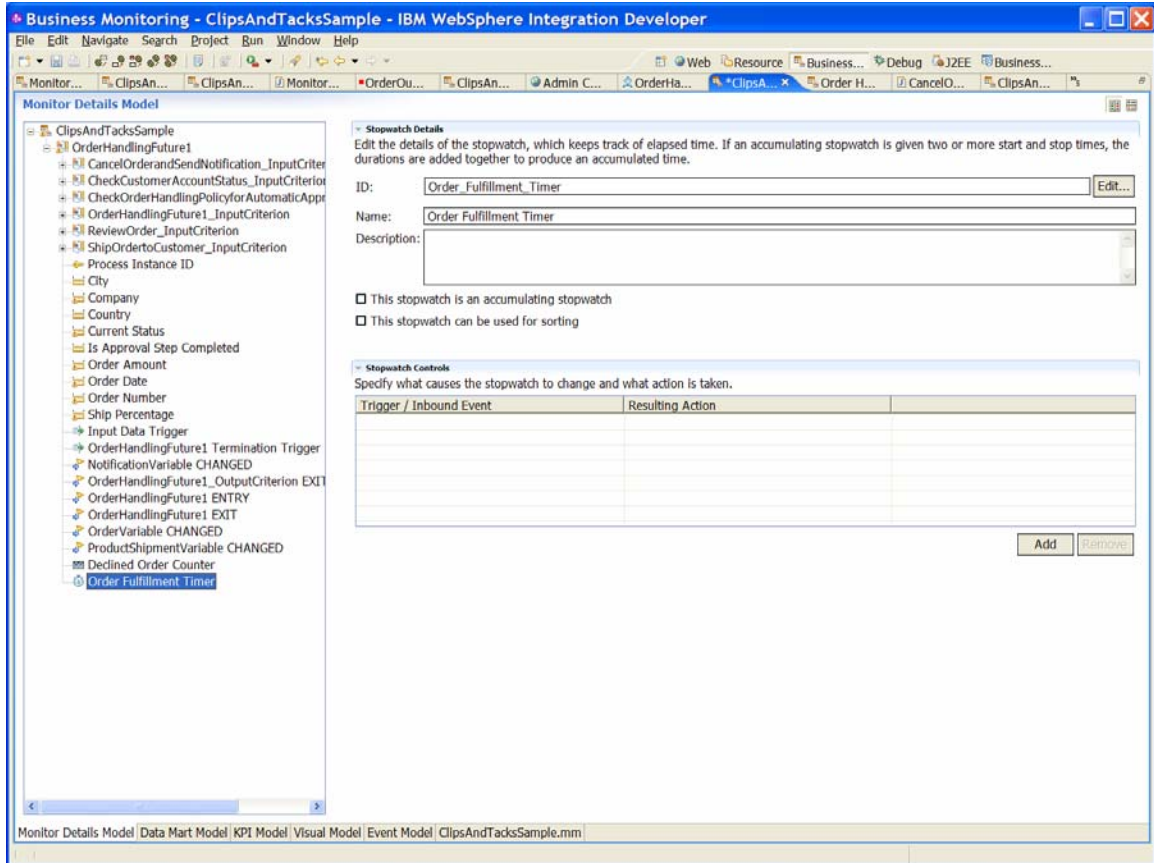 Business Monitoring - ClipsAndTacksSample - IBM WebSphere Integration Developer
File Edit Navigate Search Project Run Window Help
Web Resource Business... Debug J2EE Business...
Monitor... ClipsAn... ClipsAn... Monitor... OrderOu... ClipsAn... Admin C... OrderHa... *ClipsA... Order H... CancelO... ClipsAn...
Monitor Details Model
ClipsAndTacksSample
OrderHandlingFuture1
CancelOrderandSendNotification_InputCriter
CheckCustomerAccountStatus_InputCriterior
CheckOrderHandlingPolicyforAutomaticAppr
OrderHandlingFuture1_InputCriterion
ReviewOrder_InputCriterion
ShipOrdertoCustomer_InputCriterion
Process Instance ID
City
Company
Country
Current Status
Is Approval Step Completed
Order Amount
Order Date
Order Number
Ship Percentage
Input Data Trigger
OrderHandlingFuture1 Termination Trigger
NotificationVariable CHANGED
OrderHandlingFuture1_OutputCriterion EXIT
OrderHandlingFuture1 ENTRY
OrderHandlingFuture1 EXIT
OrderVariable CHANGED
ProductShipmentVariable CHANGED
Declined Order Counter
Order Fulfillment Timer
Stopwatch Details
Edit the details of the stopwatch, which keeps track of elapsed time. If an accumulating stopwatch is given two or more start and stop times, the
durations are added together to produce an accumulated time.
ID: Order_Fulfillment_Timer Edit...
Name: Order Fulfillment Timer
Description:
This stopwatch is an accumulating stopwatch
This stopwatch can be used for sorting
Stopwatch Controls
Specify what causes the stopwatch to change and what action is taken.
Trigger / Inbound Event Resulting Action
Add Remove
Monitor Details Model Data Mart Model KPI Model Visual Model Event Model ClipsAndTacksSample.mm